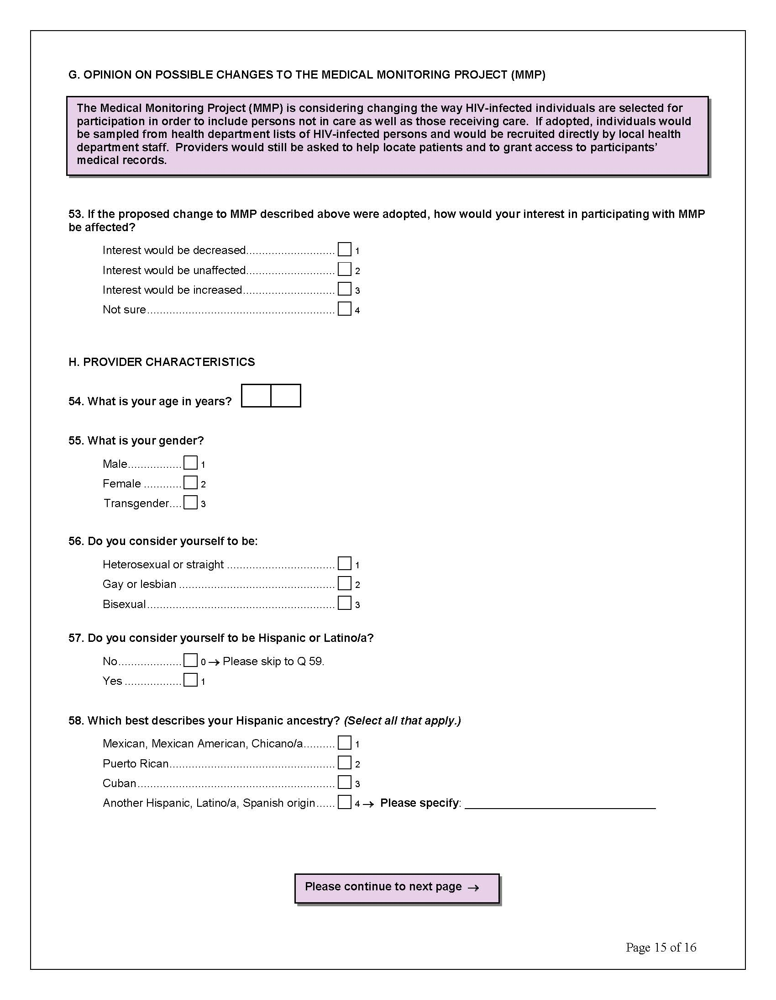 G. OPINION ON POSSIBLE CHANGES TO THE MEDICAL MONITORING PROJECT (MMP)
The Medical Monitoring Project (MMP) is considering changing the way HIV-infected individuals are selected for
participation in order to include persons not in care as well as those receiving care.  If adopted, individuals would
be sampled from health department lists of HIV-infected persons and would be recruited directly by local health
department staff.  Providers would still be asked to help locate patients and to grant access to participants’
medical records.
53. If the proposed change to MMP described above were adopted, how would your interest in participating with MMP
be affected?
Interest would be decreased............................ 1
Interest would be unaffected............................ 2
Interest would be increased............................. 3
Not sure........................................................... 4
H. PROVIDER CHARACTERISTICS
54. What is your age in years?
55. What is your gender?
Male................. 1
Female ............ 2
Transgender.... 3
56. Do you consider yourself to be:
Heterosexual or straight .................................. 1
Gay or lesbian ................................................. 2
Bisexual........................................................... 3
57. Do you consider yourself to be Hispanic or Latino/a?
No.................... 0 → Please skip to Q 59.
Yes .................. 1
58. Which best describes your Hispanic ancestry? (Select all that apply.)
Mexican, Mexican American, Chicano/a.......... 1
Puerto Rican.................................................... 2
Cuban.............................................................. 3
Another Hispanic, Latino/a, Spanish origin...... 4 → Please specify: ______________________________
Please continue to next page →
Page 15 of 16